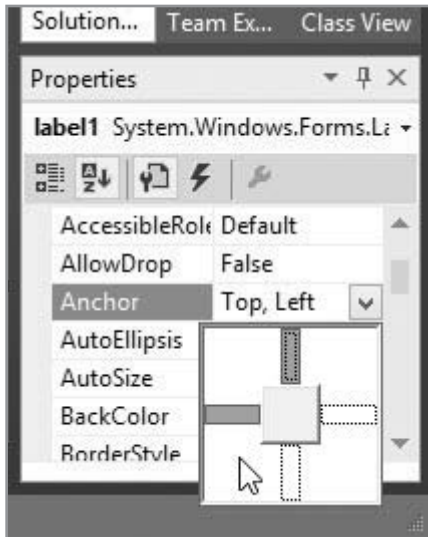 Solution... Team Ex... Class View
Properties
label1 System.Windows.Forms.La
AccessibleRole Default
AllowDrop False
Anchor Top, Left
AutoEllipsis
AutoSize
BackColor
BorderStyle